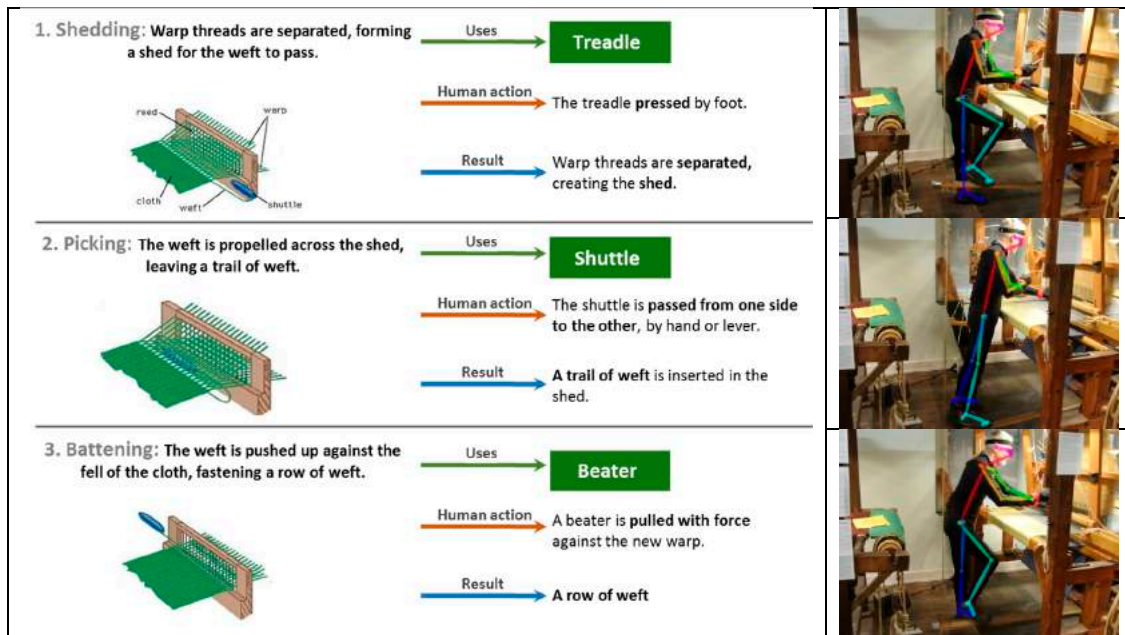 1. Shedding: Warp threads are separated, forming
a shed for the weft to pass.
Uses
Treadle
Human action
The treadle pressed by foot.
Result
Warp threads are separated,
creating the shed.
reed
warp
cloth
weft
shuttle
2. Picking: The weft is propelled across the shed,
leaving a trail of weft.
Uses
Shuttle
Human action
The shuttle is passed from one side
to the other, by hand or lever.
Result
A trail of weft is inserted in the
shed.
3. Battening: The weft is pushed up against the
fell of the cloth, fastening a row of weft.
Uses
Beater
Human action
A beater is pulled with force
against the new warp.
Result
A row of weft